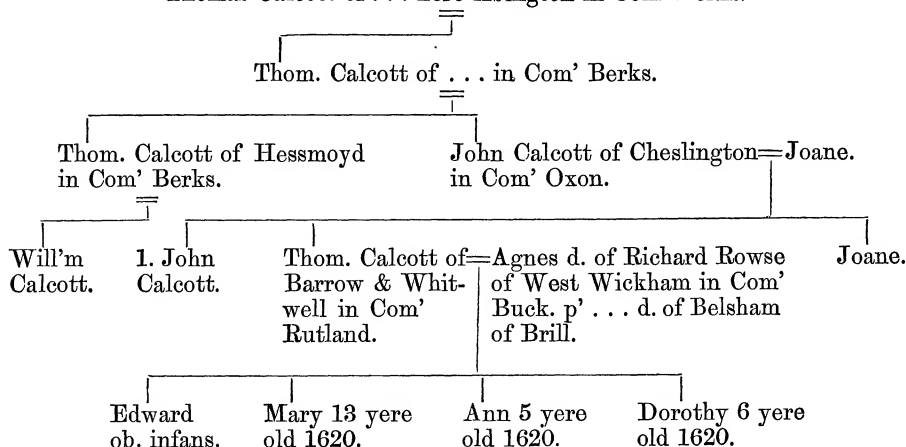 Thom. Calcott of . . . in Com' Berks.
Thom. Calcott of Hessmoyd
in Com' Berks.
John Calcott of Cheslington=Joane.
in Com' Oxon.
Will'm
Calcott.
1. John
Calcott.
Thom. Calcott of=Agnes d. of Richard Rowse
Barrow & Whit-
well in Com'
Rutland.
of West Wickham in Com'
Buck. p' . . . d. of Belsham
of Brill.
Joane.
Edward
ob. infans.
Mary 13 yere
old 1620.
Ann 5 yere
old 1620.
Dorothy 6 yere
old 1620.